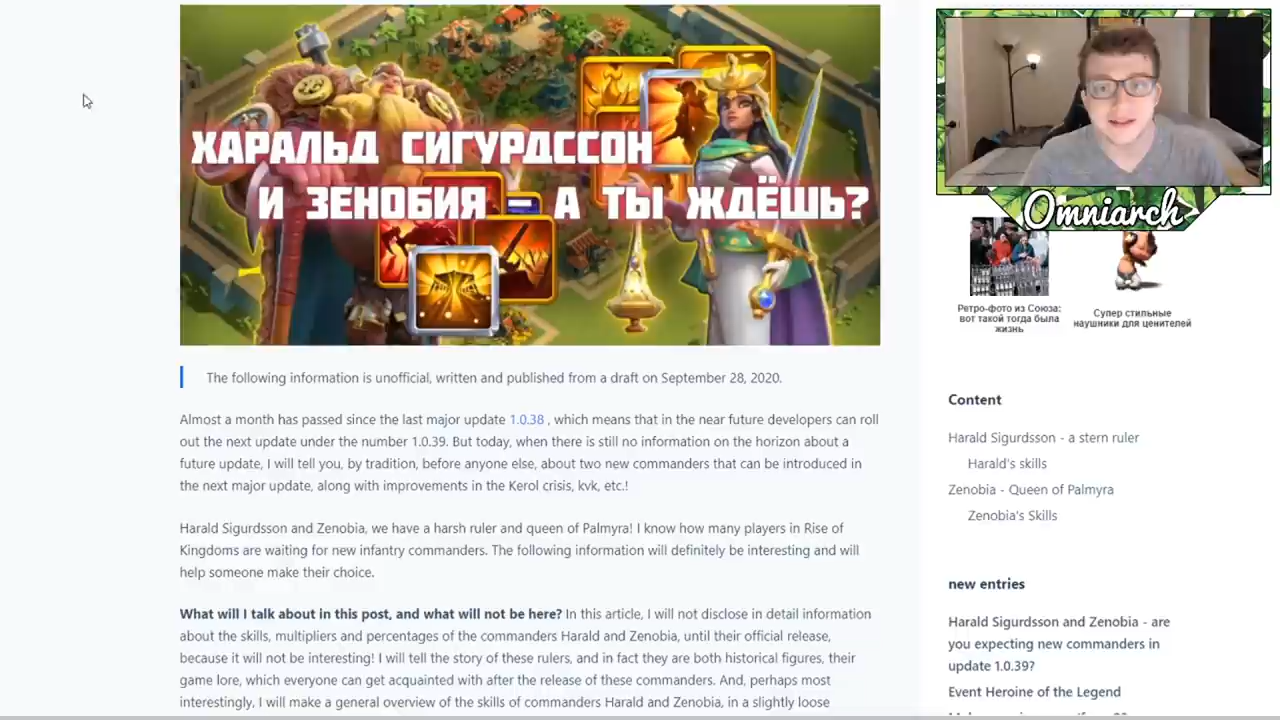 ХАРАЛЬД СИГУРДССОН
И ЗЕНОБИЯ – А ТЫ ЖДЁШЬ?
The following information is unofficial, written and published from a draft on September 28, 2020.
Almost a month has passed since the last major update 1.0.38 , which means that in the near future developers can roll
out the next update under the number 1.0.39. But today, when there is still no information on the horizon about a
future update, I will tell you, by tradition, before anyone else, about two new commanders that can be introduced in
the next major update, along with improvements in the Kerol crisis, kvk, etc.!
Harald Sigurdsson and Zenobia, we have a harsh ruler and queen of Palmyra! I know how many players in Rise of
Kingdoms are waiting for new infantry commanders. The following information will definitely be interesting and will
help someone make their choice.
What will I talk about in this post, and what will not be here? In this article, I will not disclose in detail information
about the skills, multipliers and percentages of the commanders Harald and Zenobia, until their official release,
because it will not be interesting! I will tell the story of these rulers, and in fact they are both historical figures, their
game lore, which everyone can get acquainted with after the release of these commanders. And, perhaps most
interestingly, I will make a general overview of the skills of commanders Harald and Zenobia, in a slightly loose
Omniarch
Ретро-фото из Союза:
вот такой тогда была
жизнь
Супер стильные
наушники для ценителей
Content
Harald Sigurdsson - a stern ruler
Harald's skills
Zenobia - Queen of Palmyra
Zenobia's Skills
new entries
Harald Sigurdsson and Zenobia - are
you expecting new commanders in
update 1.0.39?
Event Heroine of the Legend